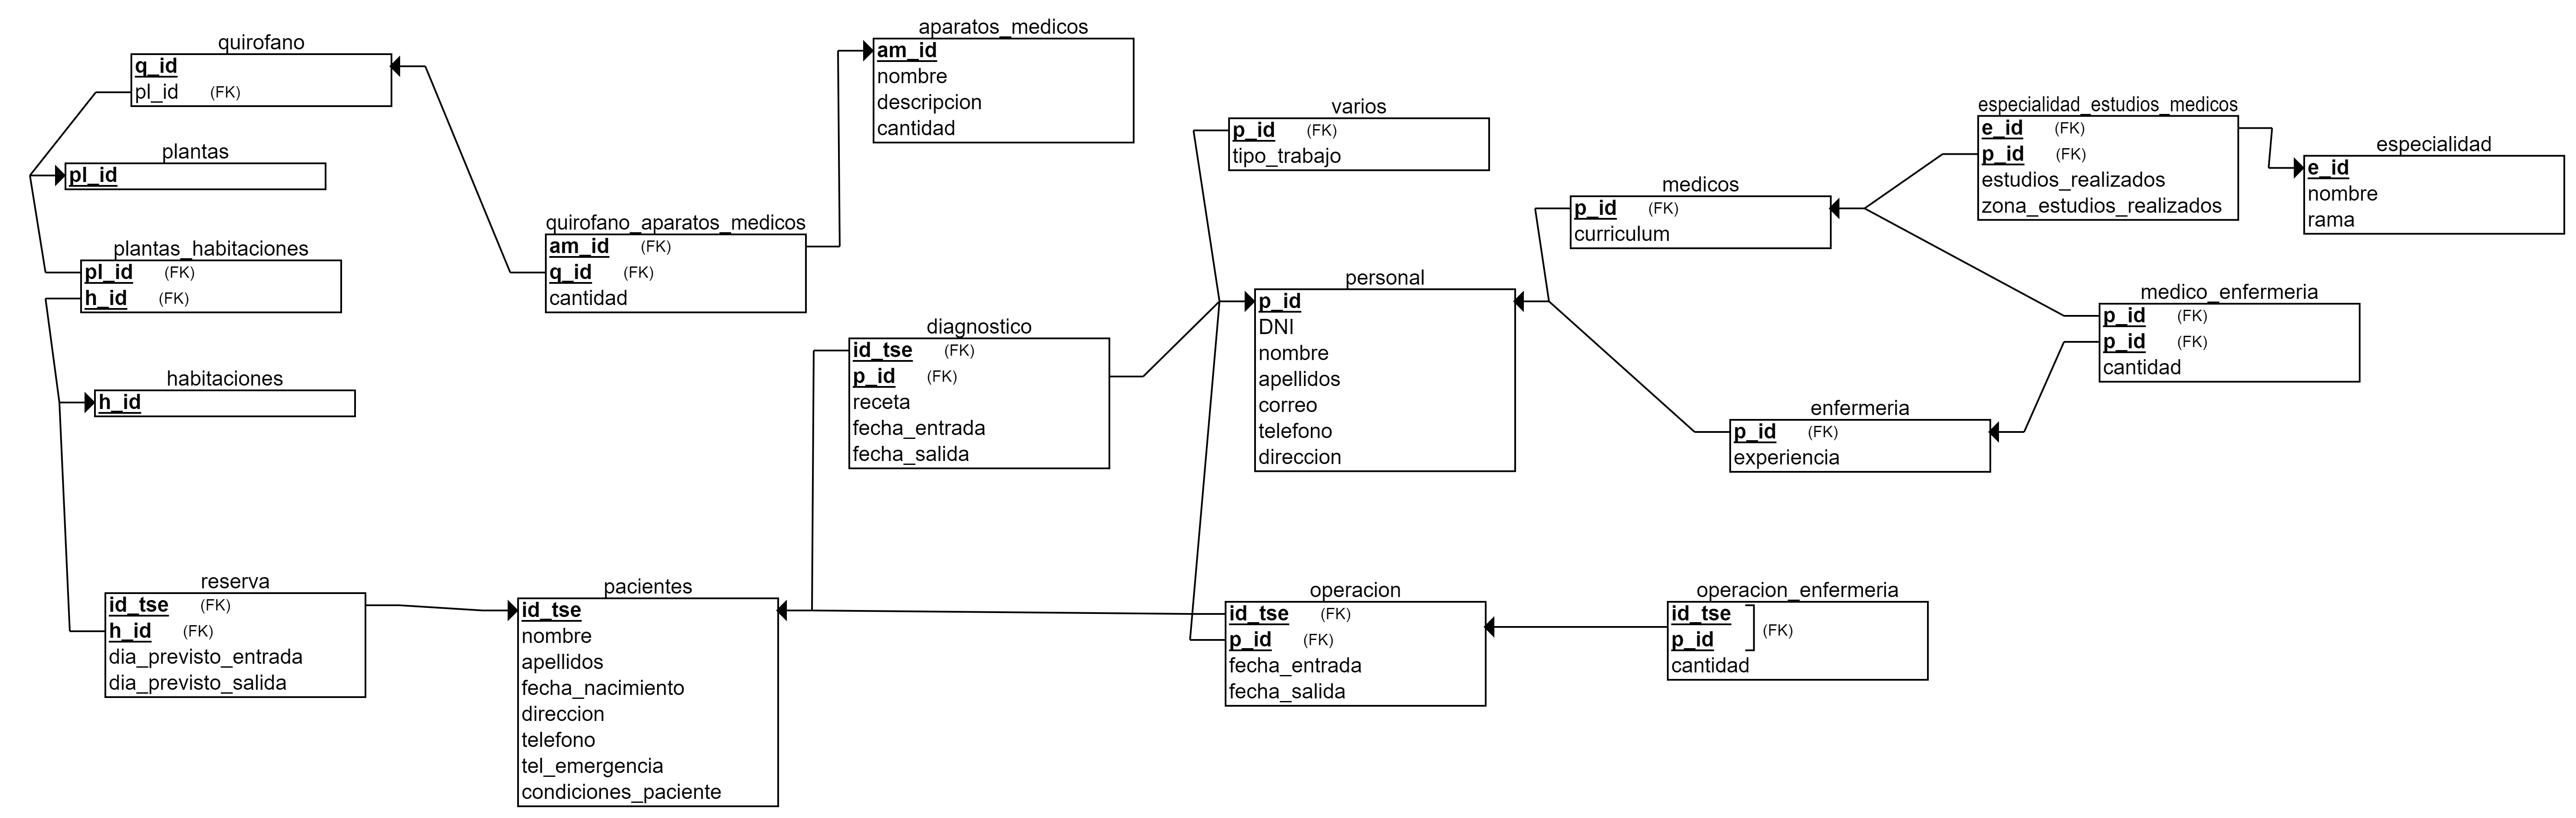 quirofano
q_id
pl_id (FK)
plantas
pl_id
plantas_habitaciones
pl_id (FK)
h_id (FK)
habitaciones
h_id
reserva
id_tse (FK)
h_id (FK)
dia_previsto_entrada
dia_previsto_salida
quirofano_aparatos_medicos
am_id (FK)
q_id (FK)
cantidad
pacientes
id_tse
nombre
apellidos
fecha_nacimiento
direccion
telefono
tel_emergencia
condiciones_paciente
aparatos_medicos
am_id
nombre
descripcion
cantidad
diagnostico
id_tse (FK)
p_id (FK)
receta
fecha_entrada
fecha_salida
varios
p_id (FK)
tipo_trabajo
personal
p_id
DNI
nombre
apellidos
correo
telefono
direccion
operacion
id_tse (FK)
p_id (FK)
fecha_entrada
fecha_salida
medicos
p_id (FK)
curriculum
enfermeria
p_id (FK)
experiencia
operacion_enfermeria
id_tse
p_id
(FK)
cantidad
especialidad_estudios_medicos
e_id (FK)
p_id (FK)
estudios_realizados
zona_estudios_realizados
medico_enfermeria
p_id (FK)
p_id (FK)
cantidad
especialidad
e_id
nombre
rama